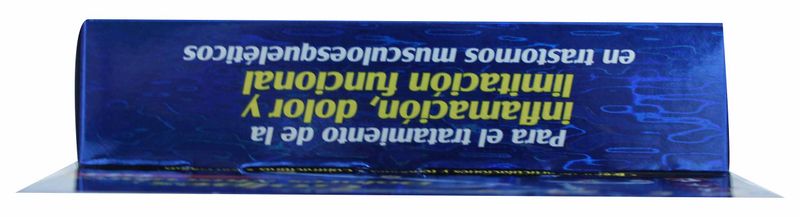 Para el tratamiento de la
inflamación, dolor y
limitación funcional
en trastornos musculoesqueléticos